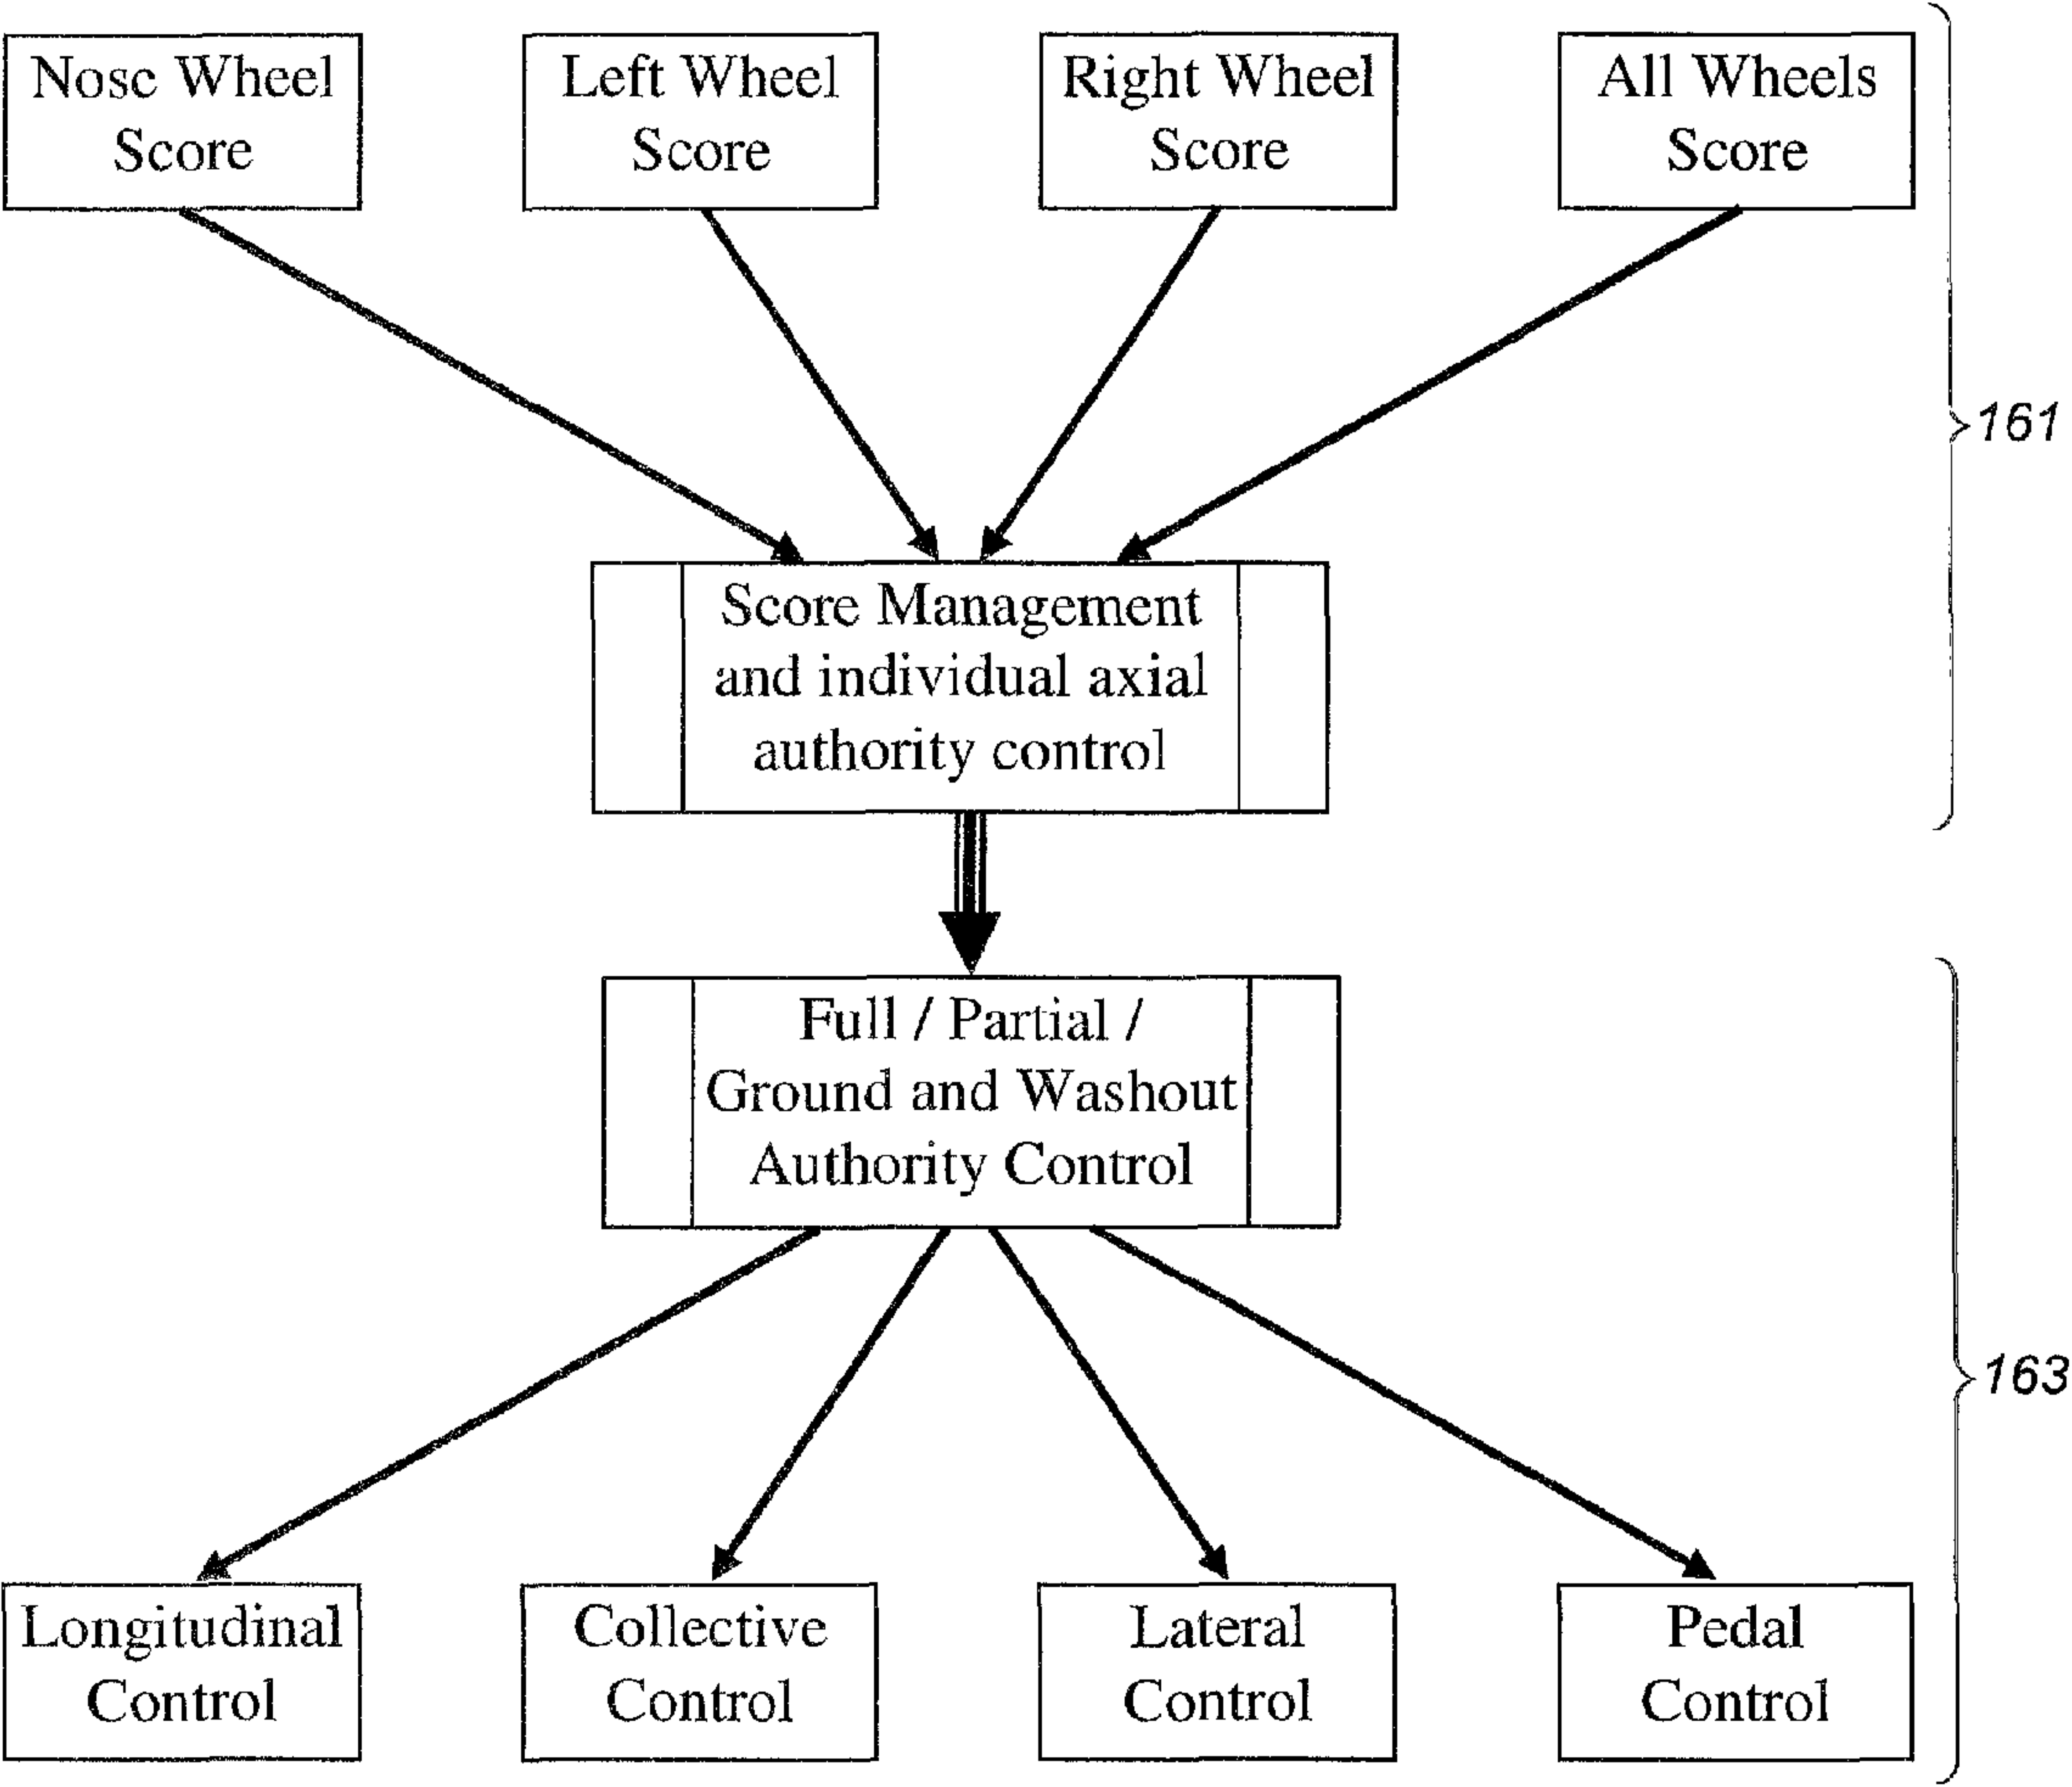 Nose Wheel
Score
Left Wheel
Score
Right Wheel
Score
All Wheels
Score
161
Score Management
and individual axial
authority control
Full / Partial /
Ground and Washout
Authority Control
163
Longitudinal
Control
Collective
Control
Lateral
Control
Pedal
Control